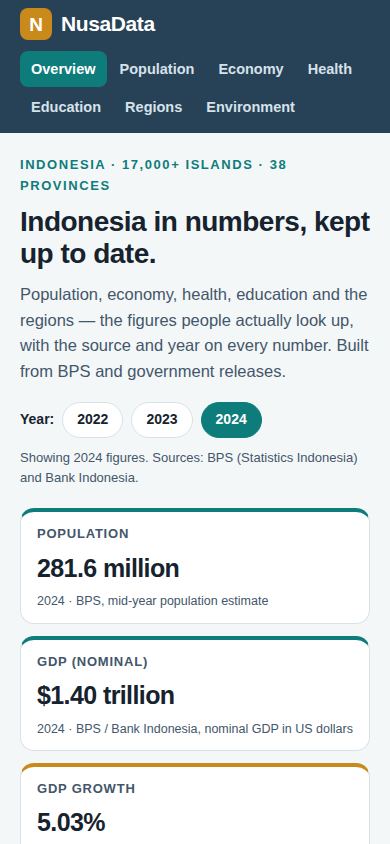 N NusaData
Overview Population Economy Health
Education Regions Environment
INDONESIA · 17,000+ ISLANDS · 38
PROVINCES
Indonesia in numbers, kept
up to date.
Population, economy, health, education and the
regions — the figures people actually look up,
with the source and year on every number. Built
from BPS and government releases.
Year: 2022 2023 2024
Showing 2024 figures. Sources: BPS (Statistics Indonesia)
and Bank Indonesia.
POPULATION
281.6 million
2024 · BPS, mid-year population estimate
GDP (NOMINAL)
$1.40 trillion
2024 · BPS / Bank Indonesia, nominal GDP in US dollars
GDP GROWTH
5.03%